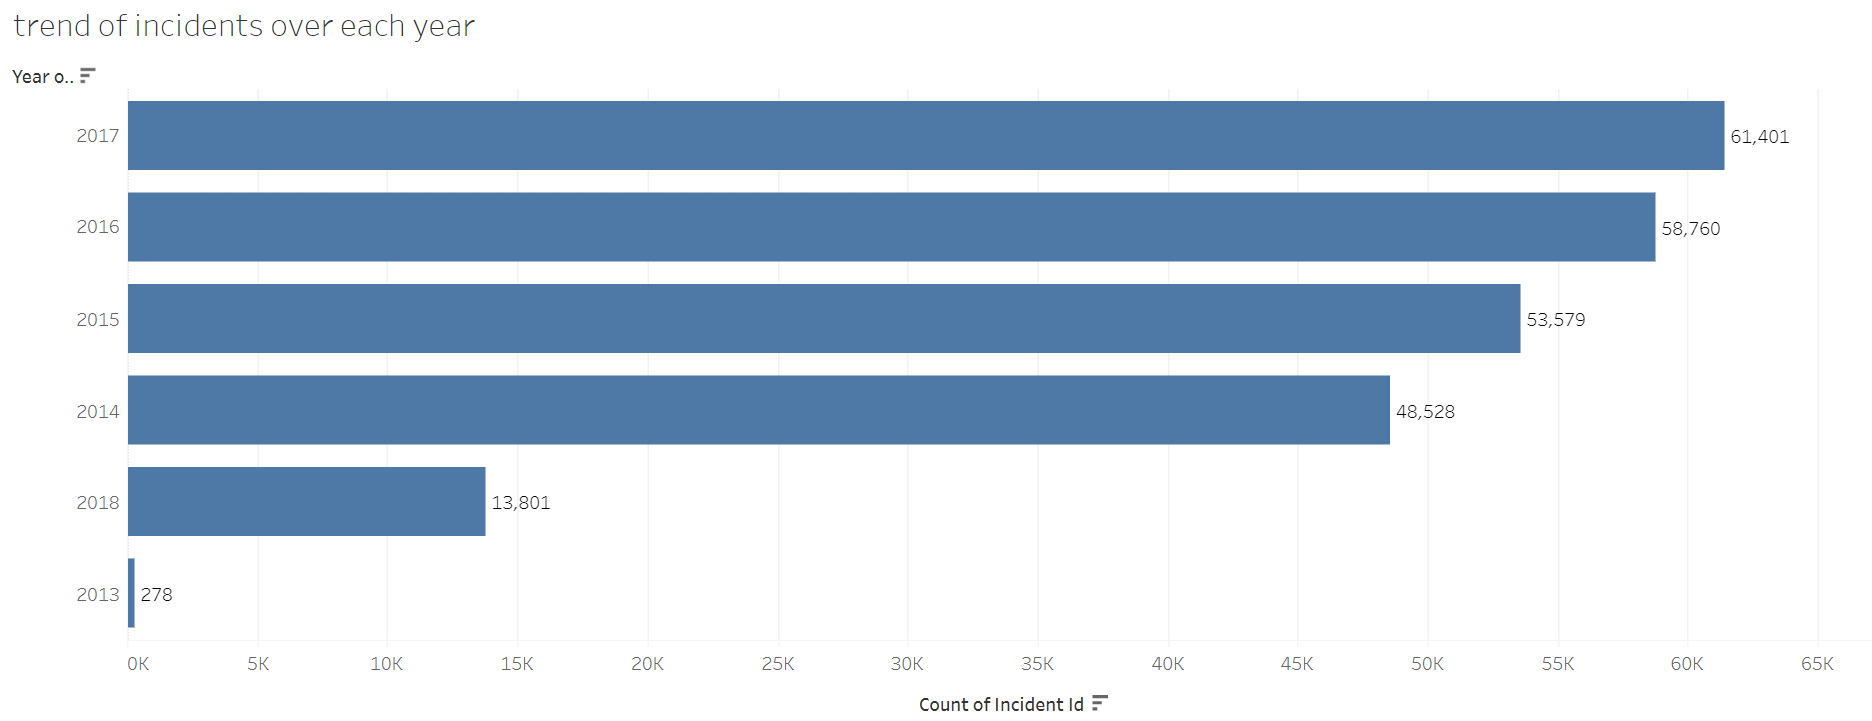 trend of incidents over each year
Year o..
2017 61,401
2016 58,760
2015 53,579
2014 48,528
2018 13,801
2013 278
0K 5K 10K 15K 20K 25K 30K 35K 40K 45K 50K 55K 60K 65K
Count of Incident Id